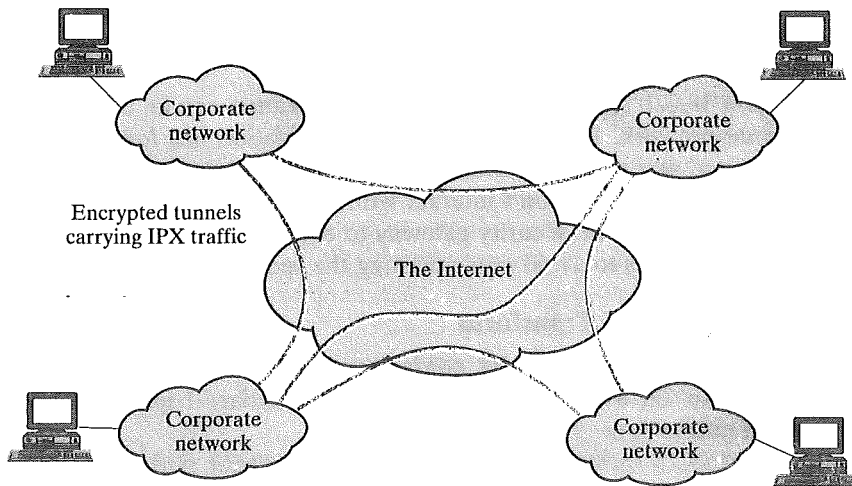 Corporate
network
Corporate
network
Encrypted tunnels
carrying IPX traffic
The Internet
Corporate
network
Corporate
network